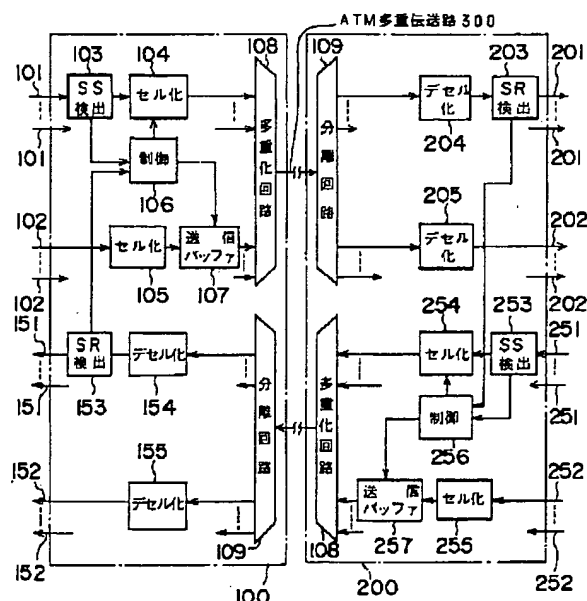 ATM多重伝送路300
103
104
108
109
203
201
101
SS検出
セル化
デセル化
SR検出
204
101
201
制御
106
多重化回路
分離回路
205
102
セル化
送信バッファ
デセル化
202
105
107
102
202
151
254
253
251
SR検出
デセル化
セル化
SS検出
153
154
151
251
制御
256
分離回路
多重化回路
155
152
デセル化
送信バッファ
セル化
252
257
255
152
252
109
108
100
200